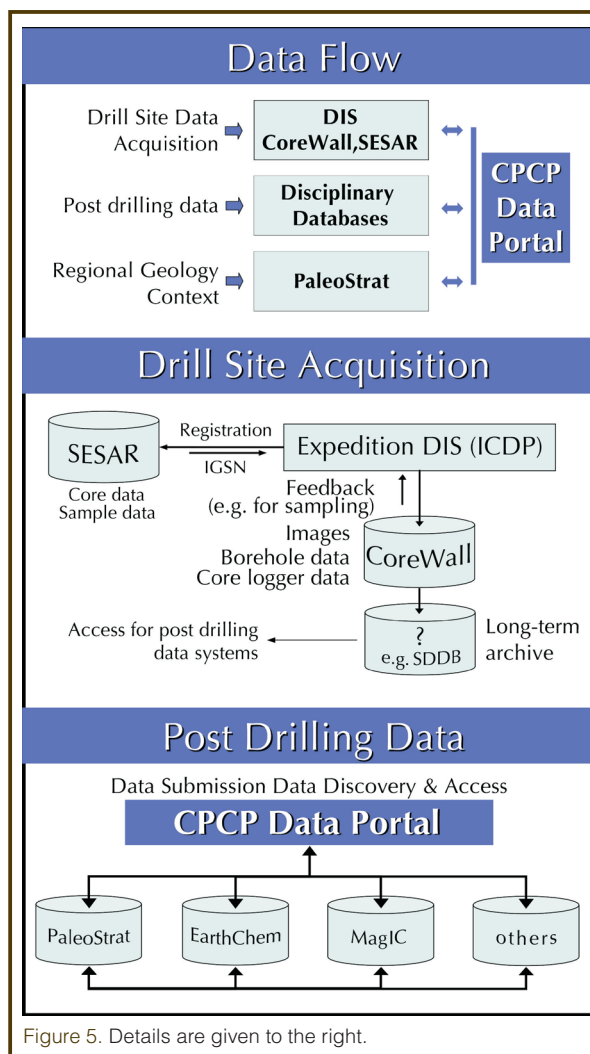 Data Flow
Drill Site Data
Acquisition
DIS
CoreWall,SESAR
Post drilling data
Disciplinary
Databases
Regional Geology
Context
PaleoStrat
CPCP
Data
Portal
Drill Site Acquisition
SESAR
Core data
Sample data
Registration
IGSN
Expedition DIS (ICDP)
Feedback
(e.g. for sampling)
Images
Borehole data
Core logger data
CoreWall
Access for post drilling
data systems
?
e.g. SDDB
Long-term
archive
Post Drilling Data
Data Submission Data Discovery & Access
CPCP Data Portal
PaleoStrat
EarthChem
MagIC
others
Figure 5. Details are given to the right.